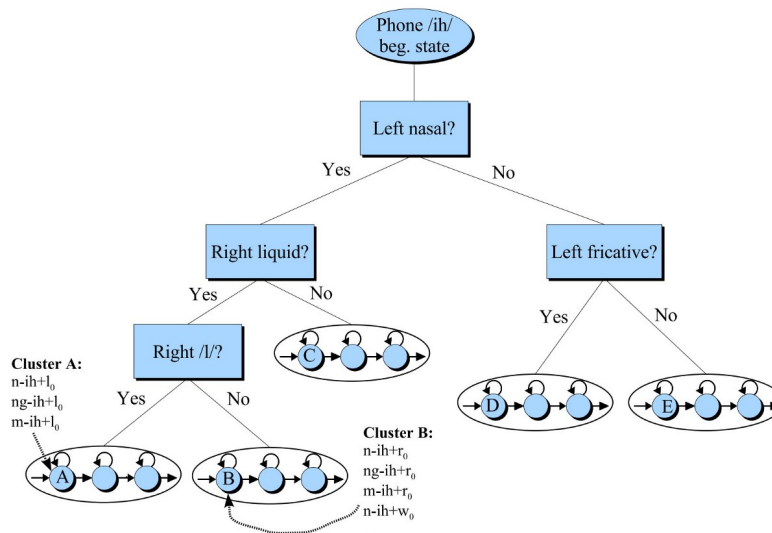 Phone /ih/
beg. state
Left nasal?
Yes
No
Right liquid?
Left fricative?
Yes
No
Yes
No
Right /l/?
C
Cluster A:
n-ih+l₀
ng-ih+l₀
m-ih+l₀
Yes
No
D
E
Cluster B:
n-ih+r₀
ng-ih+r₀
m-ih+r₀
n-ih+w₀
A
B